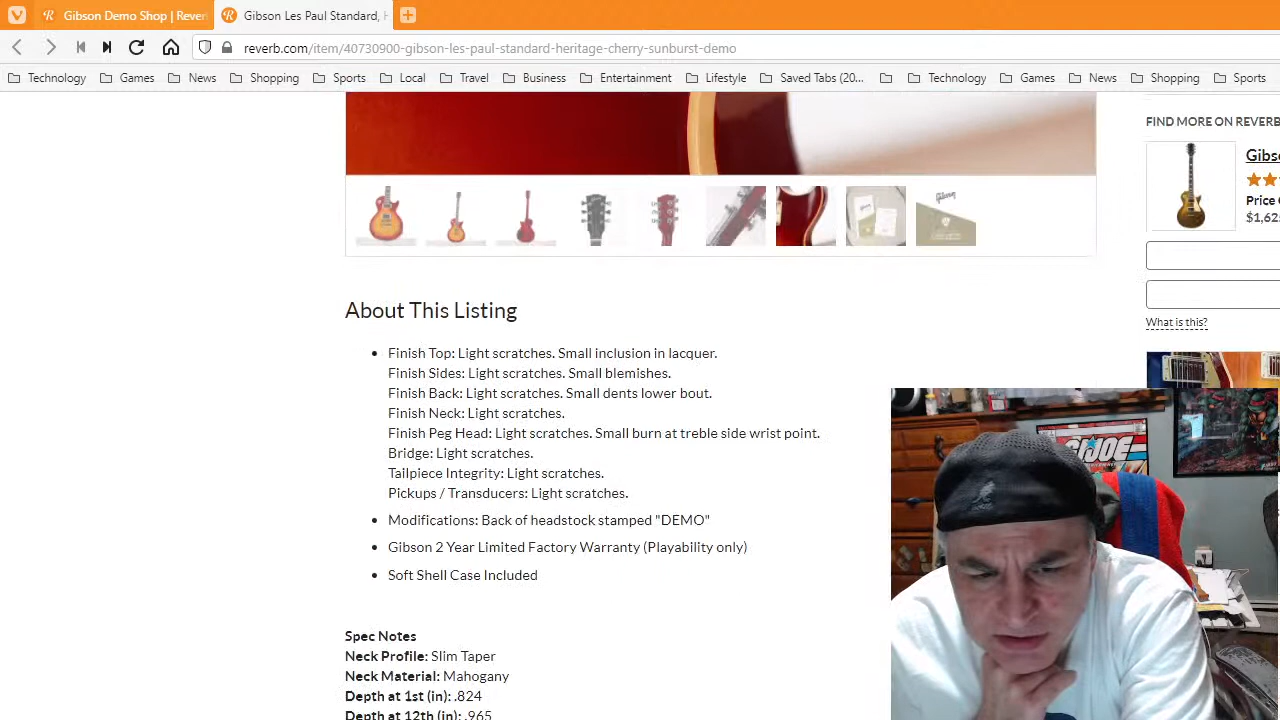 Gibson Demo Shop | Rever
Gibson Les Paul Standard, H
reverb.com/item/40730900-gibson-les-paul-standard-heritage-cherry-sunburst-demo
Technology Games News Shopping Sports Local Travel Business Entertainment Lifestyle Saved Tabs (20... Technology Games News Shopping Sports
FIND MORE ON REVERB
Gibs
Price
$1,62
What is this?
About This Listing
• Finish Top: Light scratches. Small inclusion in lacquer.
Finish Sides: Light scratches. Small blemishes.
Finish Back: Light scratches. Small dents lower bout.
Finish Neck: Light scratches.
Finish Peg Head: Light scratches. Small burn at treble side wrist point.
Bridge: Light scratches.
Tailpiece Integrity: Light scratches.
Pickups / Transducers: Light scratches.
• Modifications: Back of headstock stamped "DEMO"
• Gibson 2 Year Limited Factory Warranty (Playability only)
• Soft Shell Case Included
Spec Notes
Neck Profile: Slim Taper
Neck Material: Mahogany
Depth at 1st (in): .824
Depth at 12th (in): .965
G.I. JOE